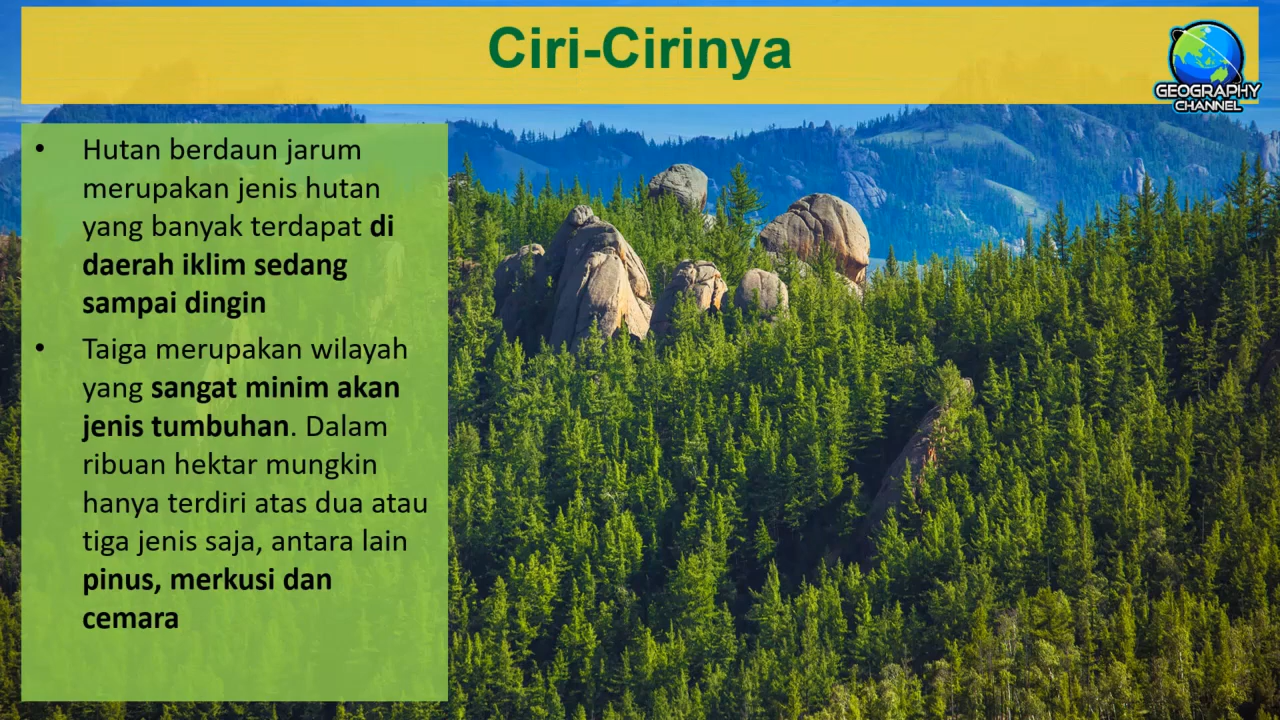 Ciri-Cirinya
GEOGRAPHY
CHANNEL
• Hutan berdaun jarum
merupakan jenis hutan
yang banyak terdapat di
daerah iklim sedang
sampai dingin
• Taiga merupakan wilayah
yang sangat minim akan
jenis tumbuhan. Dalam
ribuan hektar mungkin
hanya terdiri atas dua atau
tiga jenis saja, antara lain
pinus, merkusi dan
cemara